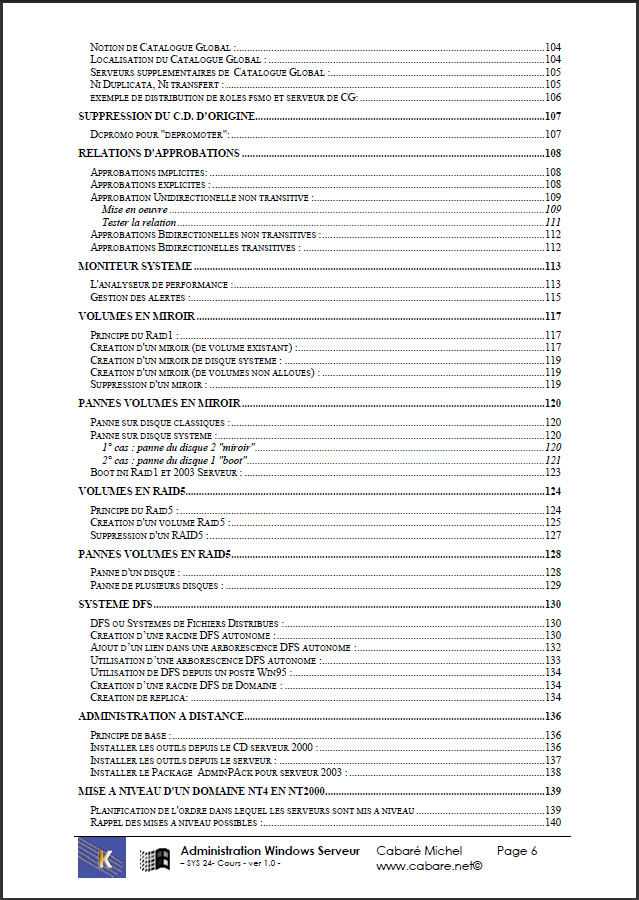 NOTION DE CATALOGUE GLOBAL :..........104
LOCALISATION DU CATALOGUE GLOBAL :..........104
SERVEURS SUPPLEMENTAIRES DE CATALOGUE GLOBAL :..........105
NI DUPLICATA, NI TRANSFERT :..........105
EXEMPLE DE DISTRIBUTION DE ROLES FSMO ET SERVEUR DE CG:..........106
SUPPRESSION DU C.D. D'ORIGINE..........107
DCPROMO POUR "DEPROMOTER":..........107
RELATIONS D'APPROBATIONS..........108
APPROBATIONS IMPLICITES:..........108
APPROBATIONS EXPLICITES :..........108
APPROBATION UNIDIRECTIONELLE NON TRANSITIVE :..........109
Mise en oeuvre..........109
Tester la relation..........111
APPROBATIONS BIDIRECTIONELLES NON TRANSITIVES :..........112
APPROBATIONS BIDIRECTIONELLES TRANSITIVES :..........112
MONITEUR SYSTEME..........113
L'ANALYSEUR DE PERFORMANCE :..........113
GESTION DES ALERTES :..........115
VOLUMES EN MIROIR..........117
PRINCIPE DU RAID1 :..........117
CREATION D'UN MIROIR (DE VOLUME EXISTANT) :..........117
CREATION D'UN MIROIR DE DISQUE SYSTEME :..........119
CREATION D'UN MIROIR (DE VOLUMES NON ALLOUES) :..........119
SUPPRESSION D'UN MIROIR :..........119
PANNES VOLUMES EN MIROIR..........120
PANNE SUR DISQUE CLASSIQUES :..........120
PANNE SUR DISQUE SYSTEME :..........120
1° cas : panne du disque 2 "miroir"..........120
2° cas : panne du disque 1 "boot"..........121
BOOT INI RAID1 ET 2003 SERVEUR :..........123
VOLUMES EN RAID5..........124
PRINCIPE DU RAID5 :..........124
CREATION D'UN VOLUME RAID5 :..........125
SUPPRESSION D'UN RAID5 :..........127
PANNES VOLUMES EN RAID5..........128
PANNE D'UN DISQUE :..........128
PANNE DE PLUSIEURS DISQUES :..........129
SYSTEME DFS..........130
DFS OU SYSTEMES DE FICHIERS DISTRIBUES :..........130
CREATION D'UNE RACINE DFS AUTONOME :..........130
AJOUT D'UN LIEN DANS UNE ARBORESCENCE DFS AUTONOME :..........132
UTILISATION D'UNE ARBORESCENCE DFS AUTONOME :..........133
UTILISATION DE DFS DEPUIS UN POSTE WIN95 :..........134
CREATION D'UNE RACINE DFS DE DOMAINE :..........134
CREATION DE REPLICA:..........134
ADMINISTRATION A DISTANCE..........136
PRINCIPE DE BASE :..........136
INSTALLER LES OUTILS DEPUIS LE CD SERVEUR 2000 :..........136
INSTALLER LES OUTILS DEPUIS LE SERVEUR :..........137
INSTALLER LE PACKAGE ADMINPACK POUR SERVEUR 2003 :..........138
MISE A NIVEAU D'UN DOMAINE NT4 EN NT2000..........139
PLANIFICATION DE L'ORDRE DANS LEQUEL LES SERVEURS SONT MIS A NIVEAU..........139
RAPPEL DES MISES A NIVEAU POSSIBLES :..........140
K
Administration Windows Serveur Cabaré Michel Page 6
– SYS 24- Cours - ver 1.0 - www.cabare.net©